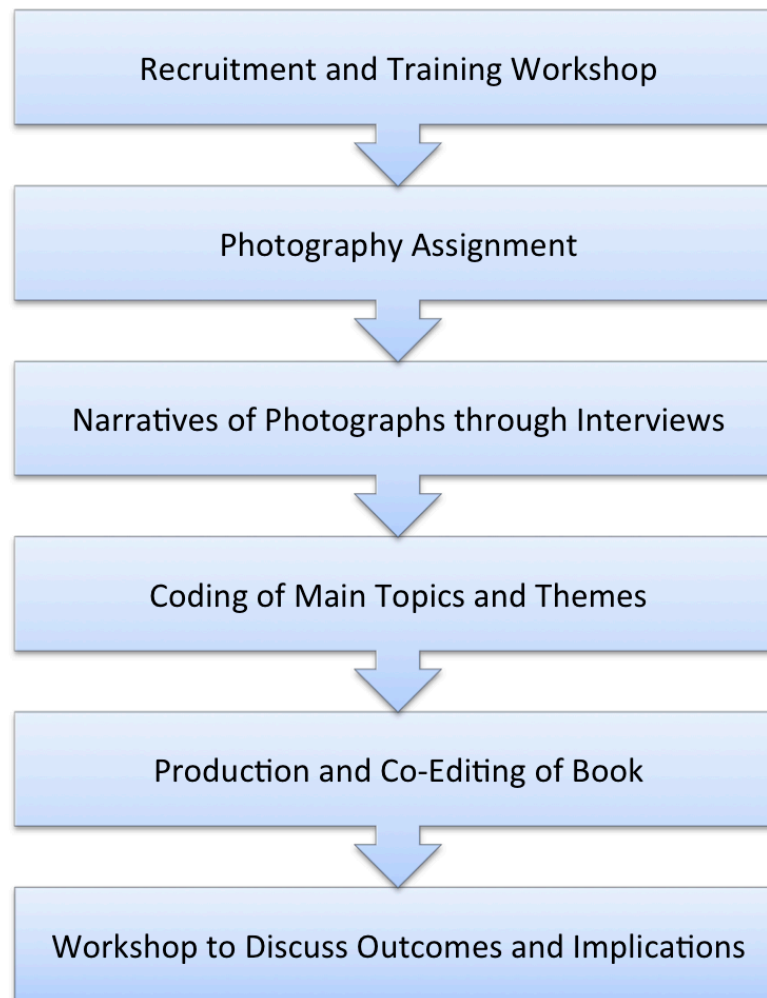 Recruitment and Training Workshop
Photography Assignment
Narratives of Photographs through Interviews
Coding of Main Topics and Themes
Production and Co-Editing of Book
Workshop to Discuss Outcomes and Implications